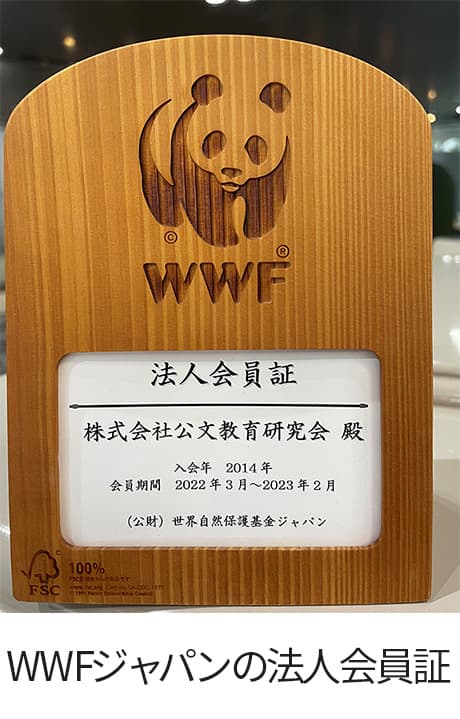 © ®
WWF
法人会員証
株式会社公文教育研究会 殿
入会年 2014年
会員期間 2022年3月～2023年2月
（公財）世界自然保護基金ジャパン
100%
FSC
WWFジャパンの法人会員証